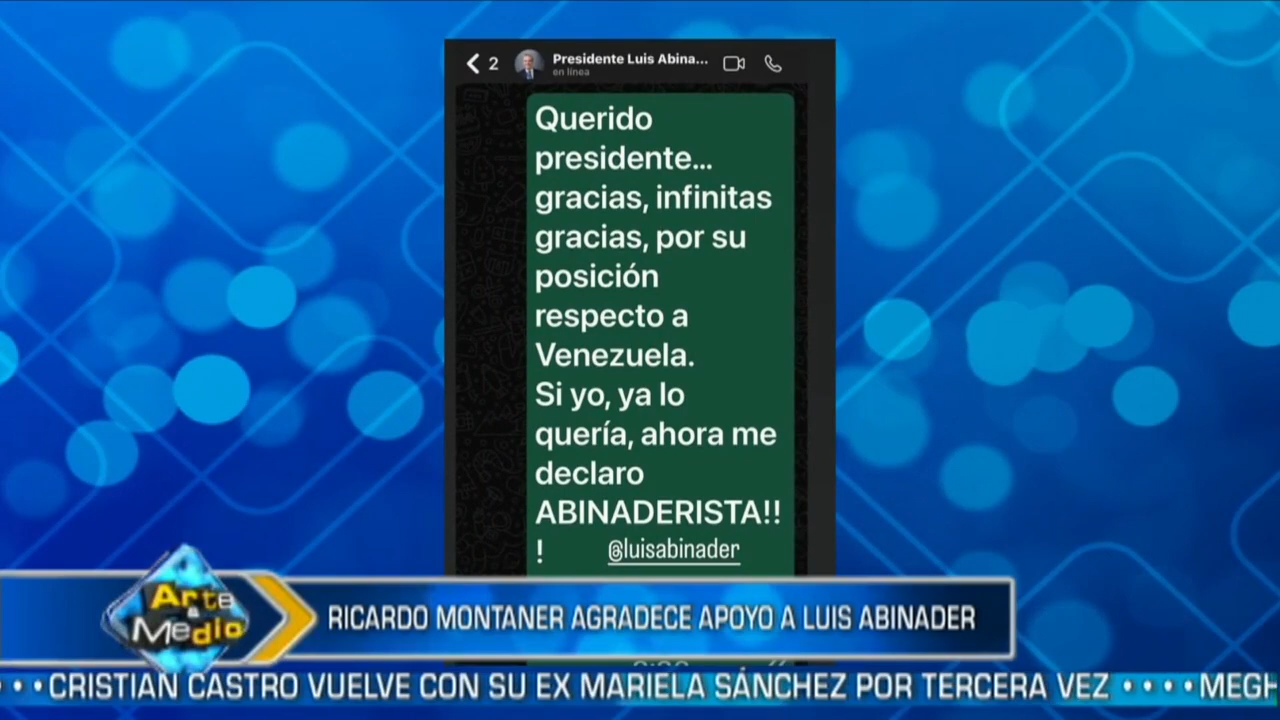 2
Presidente Luis Abina...
en línea
Querido
presidente...
gracias, infinitas
gracias, por su
posición
respecto a
Venezuela.
Si yo, ya lo
quería, ahora me
declaro
ABINADERISTA!!
!
@luisabinader
Arte
&
Medio
RICARDO MONTANER AGRADECE APOYO A LUIS ABINADER
• • •CRISTIAN CASTRO VUELVE CON SU EX MARIELA SÁNCHEZ POR TERCERA VEZ • • • •MEGH